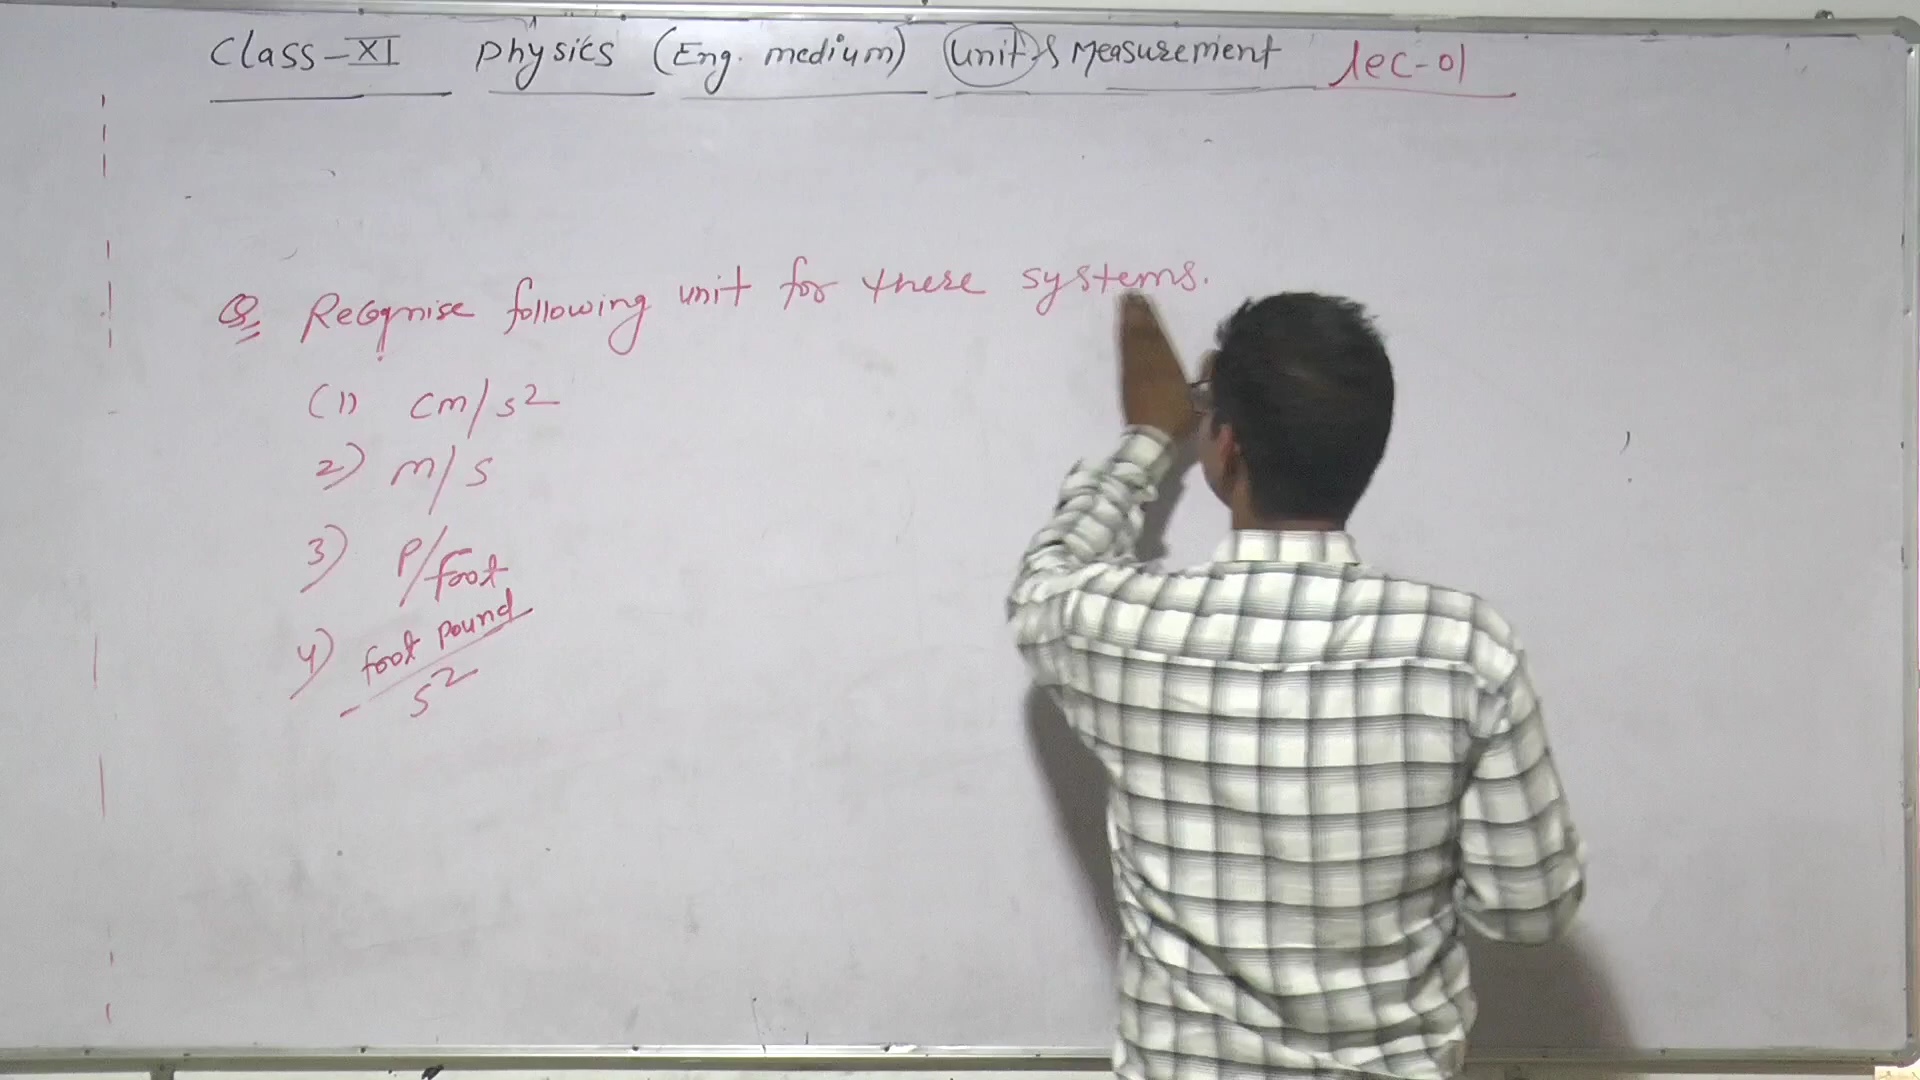 Class-XI Physics (Eng. medium) Unit & Measurement lec-01
Q Recognise following unit for these systems.
(1) cm/s²
2) m/s
3) P/foot
4) foot pound
s²